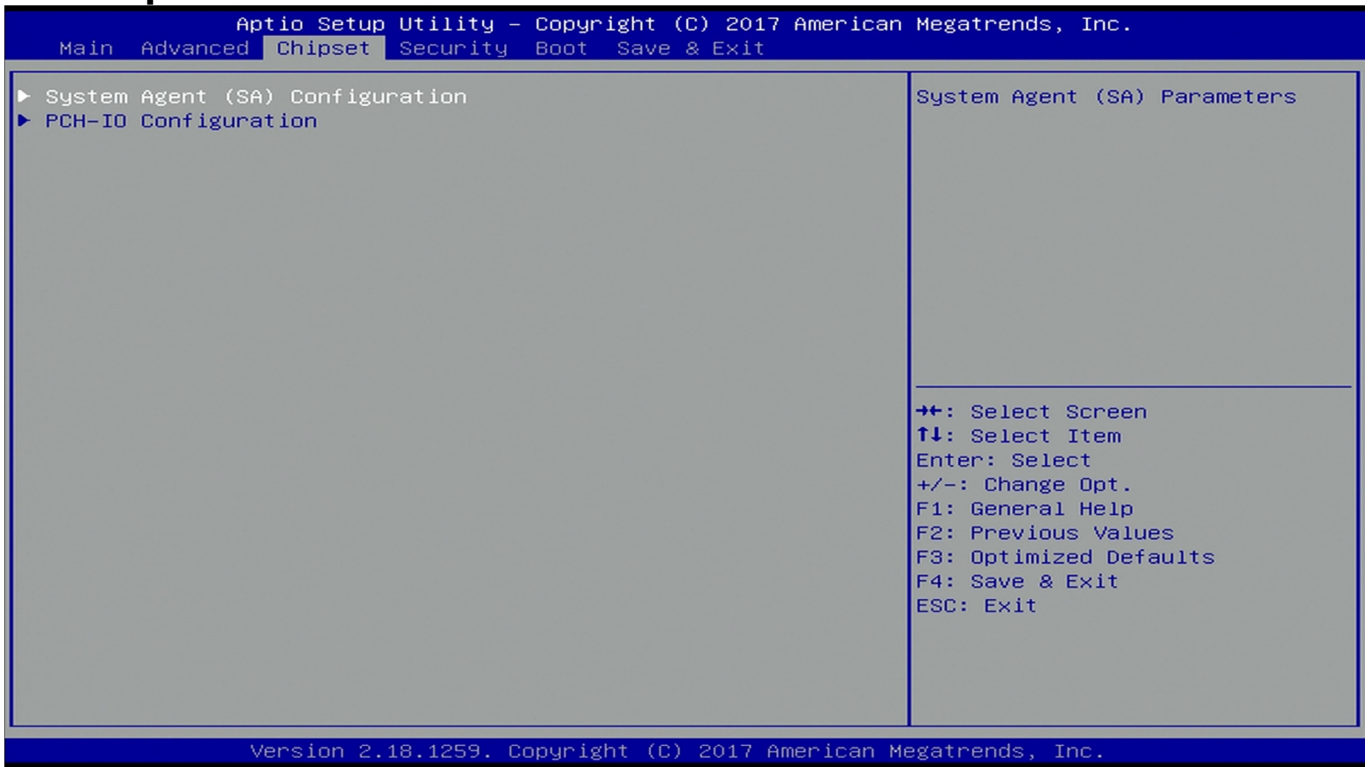 Aptio Setup Utility – Copyright (C) 2017 American Megatrends, Inc.
Main Advanced Chipset Security Boot Save & Exit
▶ System Agent (SA) Configuration
▶ PCH-IO Configuration
System Agent (SA) Parameters
→←: Select Screen
↑↓: Select Item
Enter: Select
+/-: Change Opt.
F1: General Help
F2: Previous Values
F3: Optimized Defaults
F4: Save & Exit
ESC: Exit
Version 2.18.1259. Copyright (C) 2017 American Megatrends, Inc.